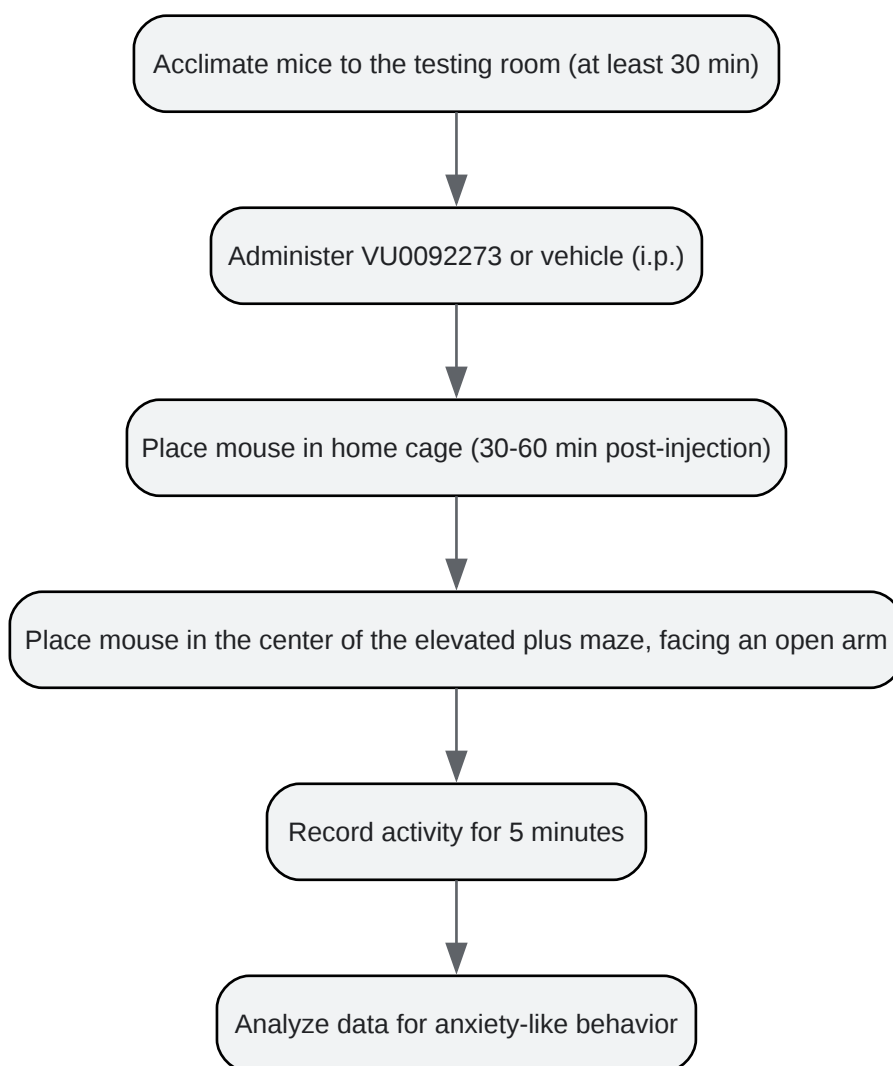 Acclimate mice to the testing room (at least 30 min)
Administer VU0092273 or vehicle (i.p.)
Place mouse in home cage (30-60 min post-injection)
Place mouse in the center of the elevated plus maze, facing an open arm
Record activity for 5 minutes
Analyze data for anxiety-like behavior